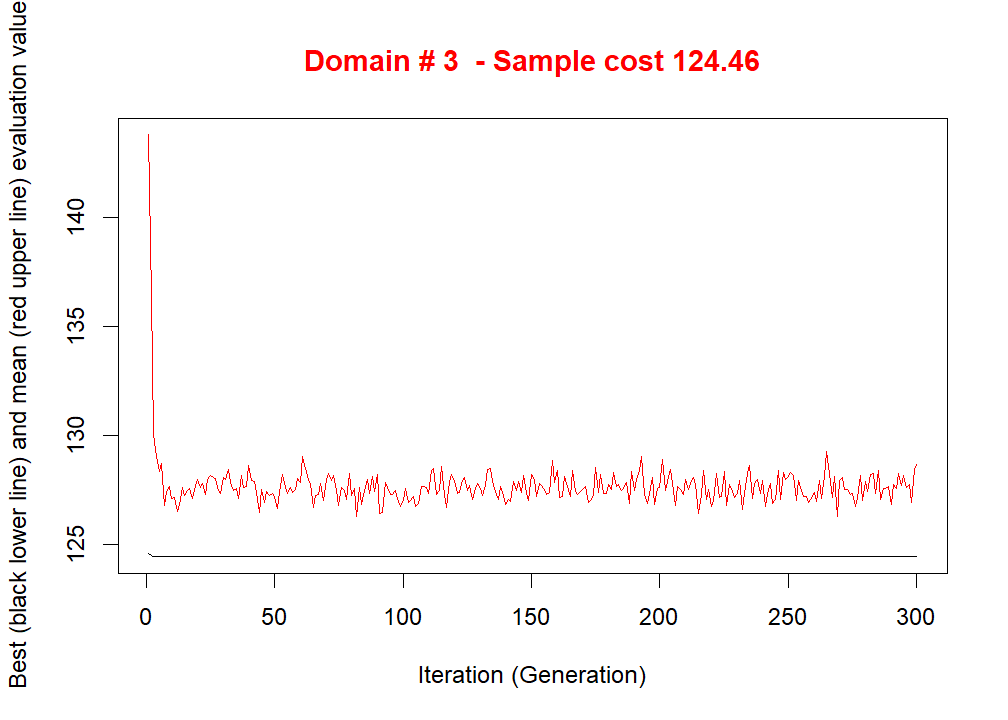 Domain # 3  - Sample cost 124.46
Best (black lower line) and mean (red upper line) evaluation value
140
135
130
125
0 50 100 150 200 250 300
Iteration (Generation)